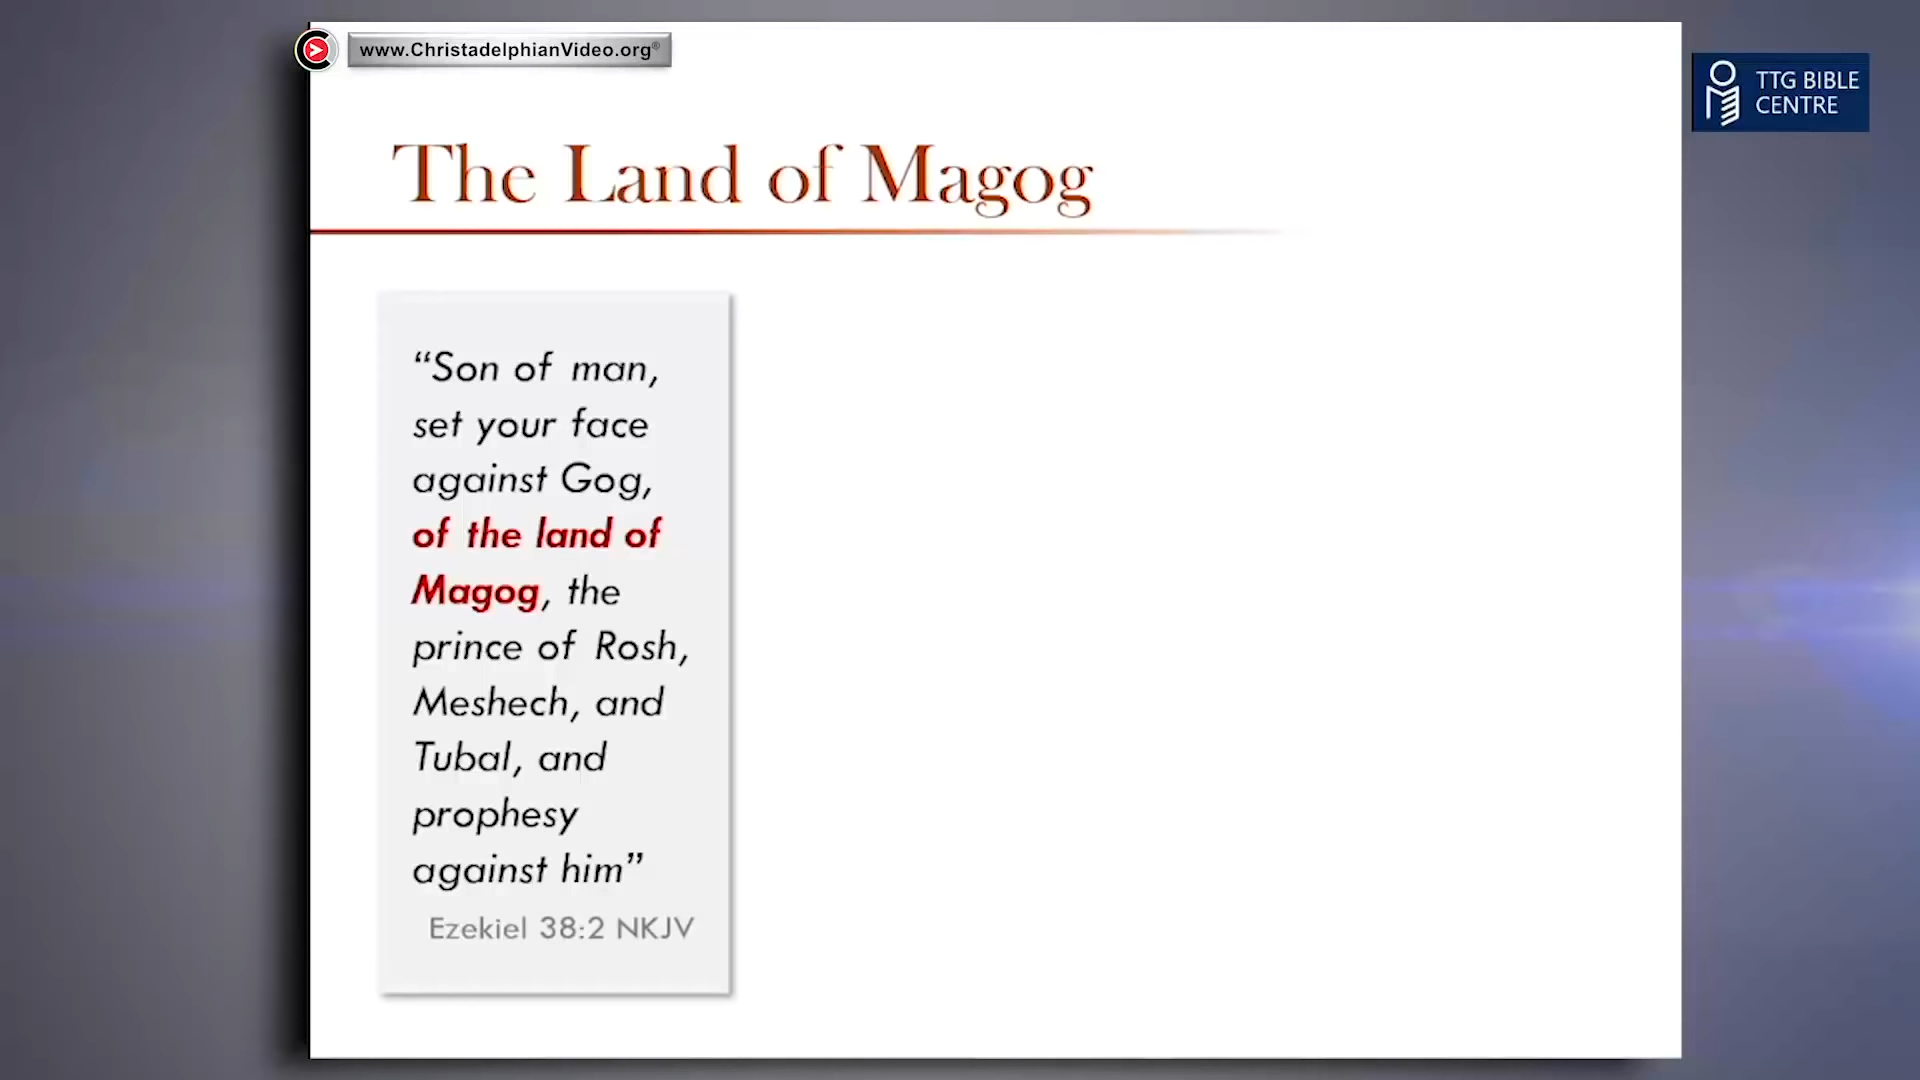 www.ChristadelphianVideo.org®
TTG BIBLE
CENTRE
The Land of Magog
“Son of man,
set your face
against Gog,
of the land of
Magog, the
prince of Rosh,
Meshech, and
Tubal, and
prophesy
against him”
Ezekiel 38:2 NKJV